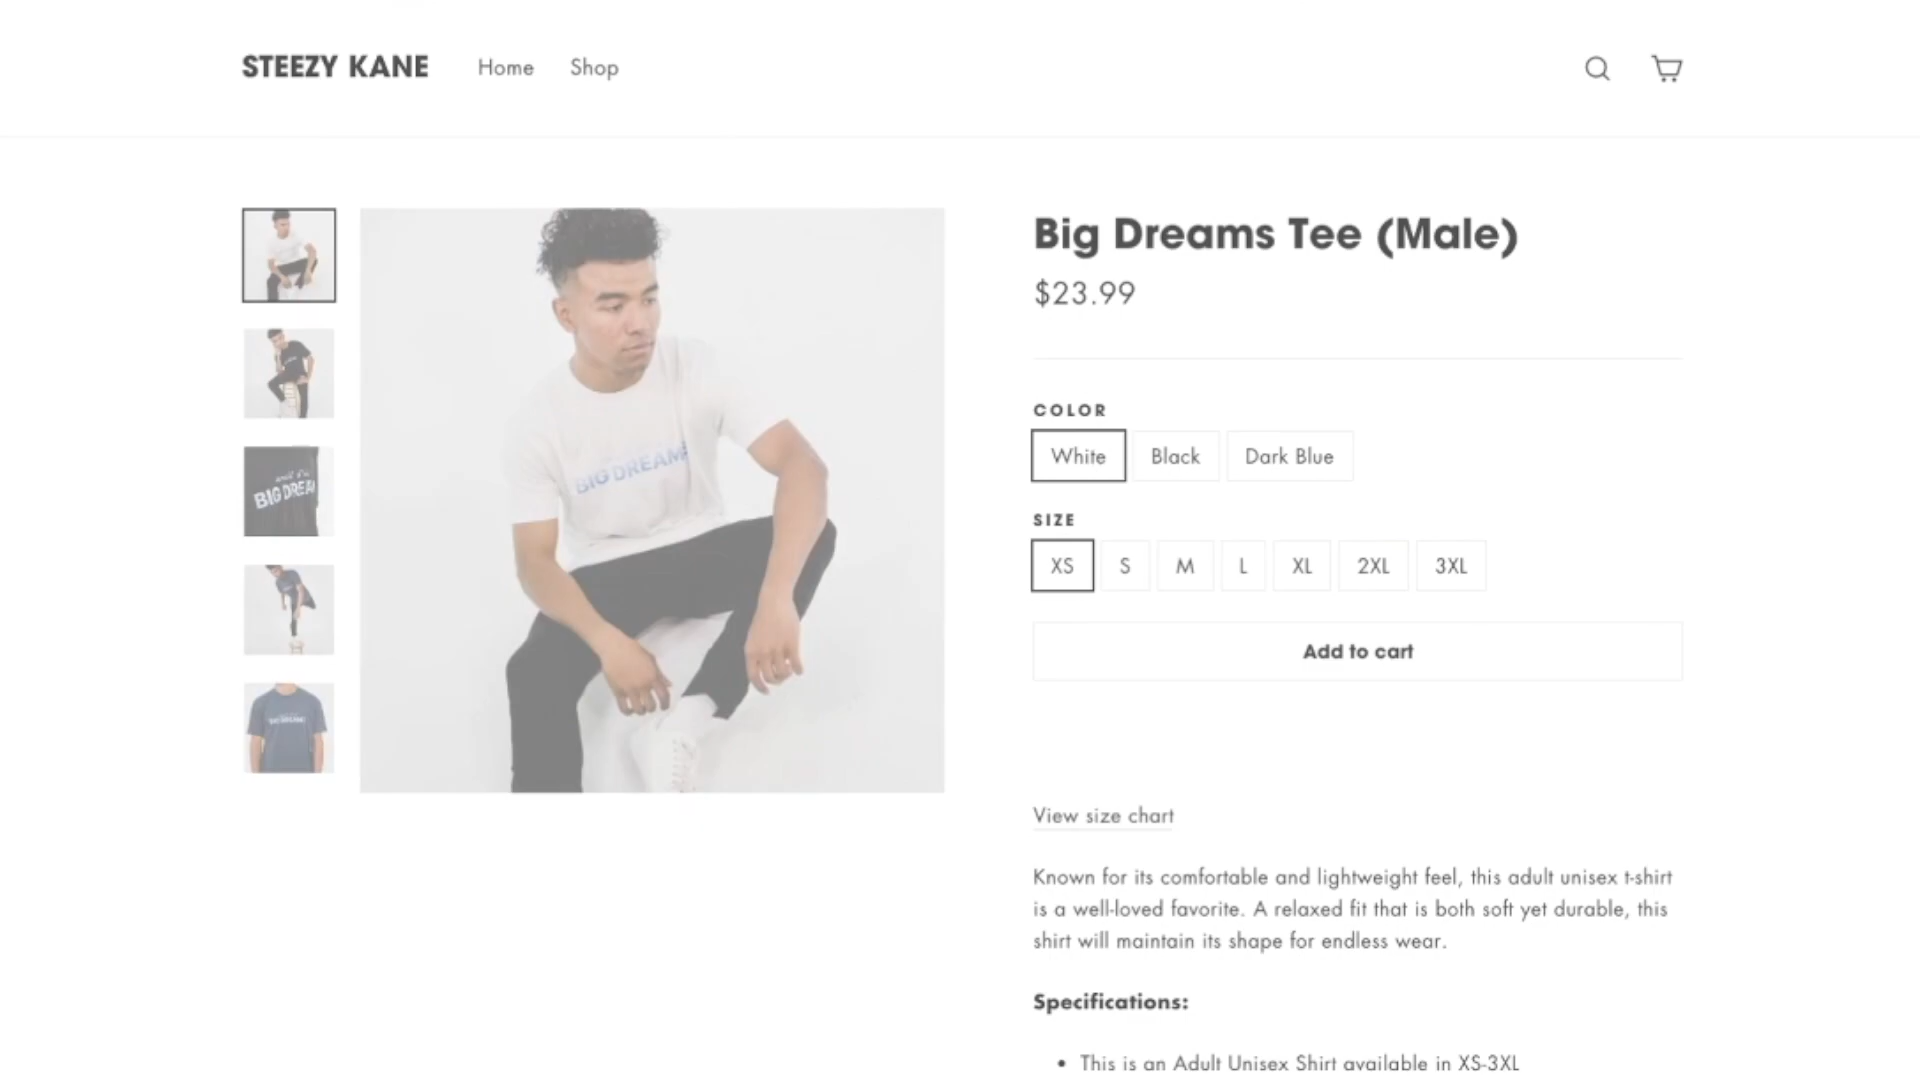 STEEZY KANE Home Shop
Big Dreams Tee (Male)
$23.99
COLOR
White Black Dark Blue
SIZE
XS S M L XL 2XL 3XL
Add to cart
View size chart
Known for its comfortable and lightweight feel, this adult unisex t-shirt
is a well-loved favorite. A relaxed fit that is both soft yet durable, this
shirt will maintain its shape for endless wear.
Specifications:
• This is an Adult Unisex Shirt available in XS-3XL
BIG DREAMS
BIG DREAM